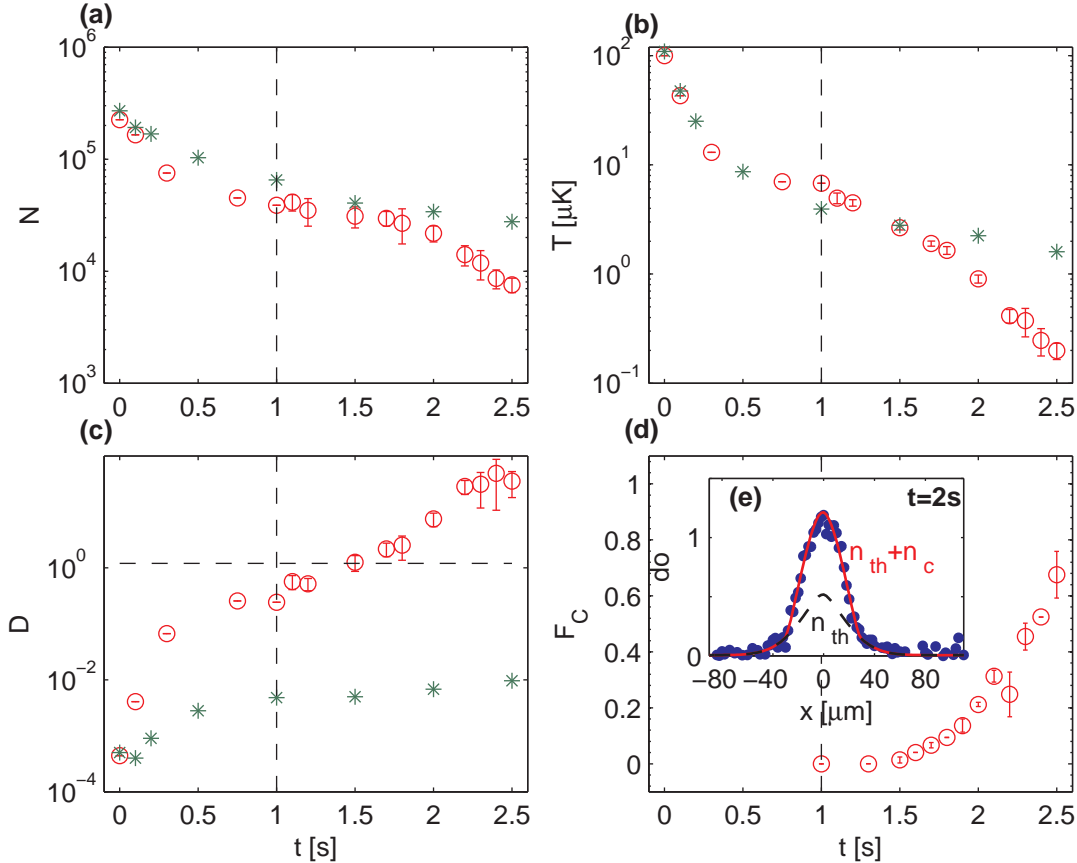 (a)
10^6
10^5
10^4
10^3
N
0 0.5 1 1.5 2 2.5
(b)
10^2
10^1
10^0
10^-1
T [μK]
0 0.5 1 1.5 2 2.5
(c)
10^0
10^-2
10^-4
D
0 0.5 1 1.5 2 2.5
t [s]
(d)
1
0.8
0.6
0.4
0.2
0
F_C
0 0.5 1 1.5 2 2.5
t [s]
(e)
t=2s
1
0
do
n_th+n_c
n_th
−80 −40 0 40 80
x [μm]